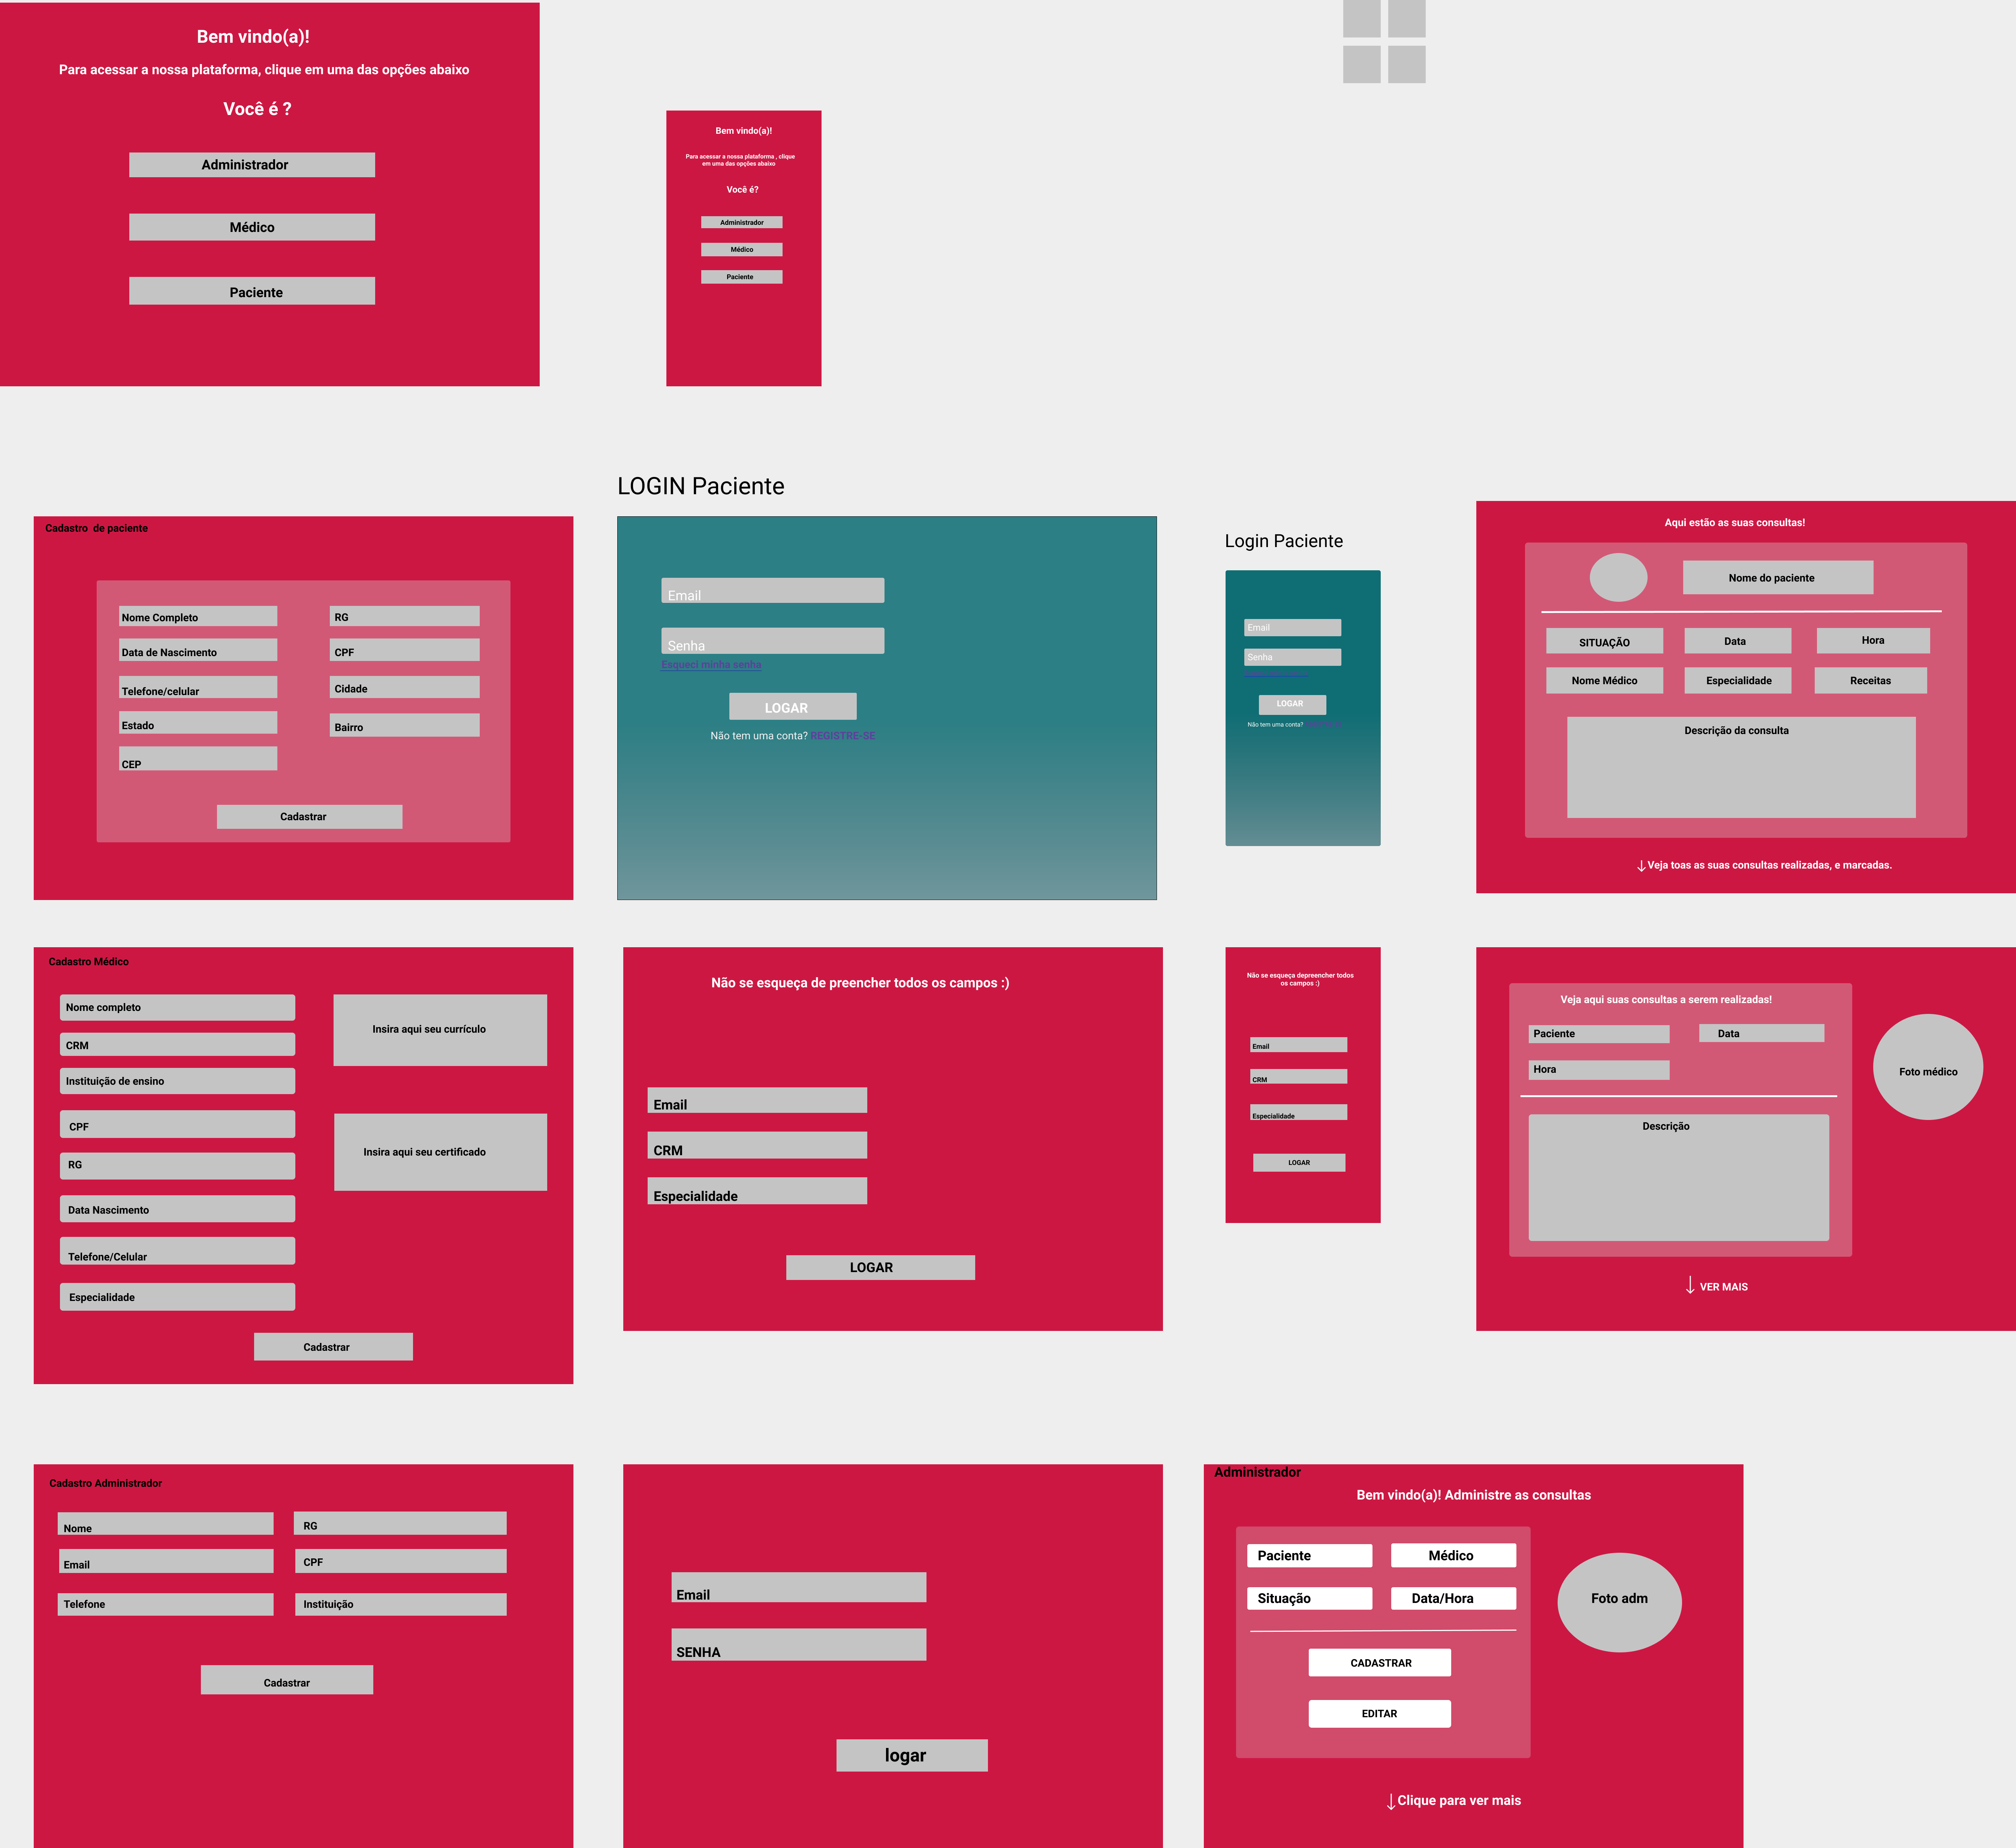 Bem vindo(a)!
Para acessar a nossa plataforma, clique em uma das opções abaixo
Você é ?
Administrador
Médico
Paciente
Bem vindo(a)!
Para acessar a nossa plataforma , clique
em uma das opções abaixo
Você é?
Administrador
Médico
Paciente
Cadastro de paciente
Nome Completo
RG
Data de Nascimento
CPF
Telefone/celular
Cidade
Estado
Bairro
CEP
Cadastrar
LOGIN Paciente
Email
Senha
Esqueci minha senha
LOGAR
Não tem uma conta? REGISTRE-SE
Login Paciente
Email
Senha
LOGAR
Não tem uma conta?
Aqui estão as suas consultas!
Nome do paciente
SITUAÇÃO
Data
Hora
Nome Médico
Especialidade
Receitas
Descrição da consulta
Veja toas as suas consultas realizadas, e marcadas.
Cadastro Médico
Nome completo
CRM
Instituição de ensino
CPF
RG
Data Nascimento
Telefone/Celular
Especialidade
Insira aqui seu currículo
Insira aqui seu certificado
Cadastrar
Não se esqueça de preencher todos os campos :)
Email
CRM
Especialidade
LOGAR
Não se esqueça depreencher todos
os campos :)
Email
CRM
Especialidade
LOGAR
Veja aqui suas consultas a serem realizadas!
Paciente
Data
Hora
Foto médico
Descrição
VER MAIS
Cadastro Administrador
Nome
RG
Email
CPF
Telefone
Instituição
Cadastrar
Email
SENHA
logar
Administrador
Bem vindo(a)! Administre as consultas
Paciente
Médico
Situação
Data/Hora
Foto adm
CADASTRAR
EDITAR
Clique para ver mais